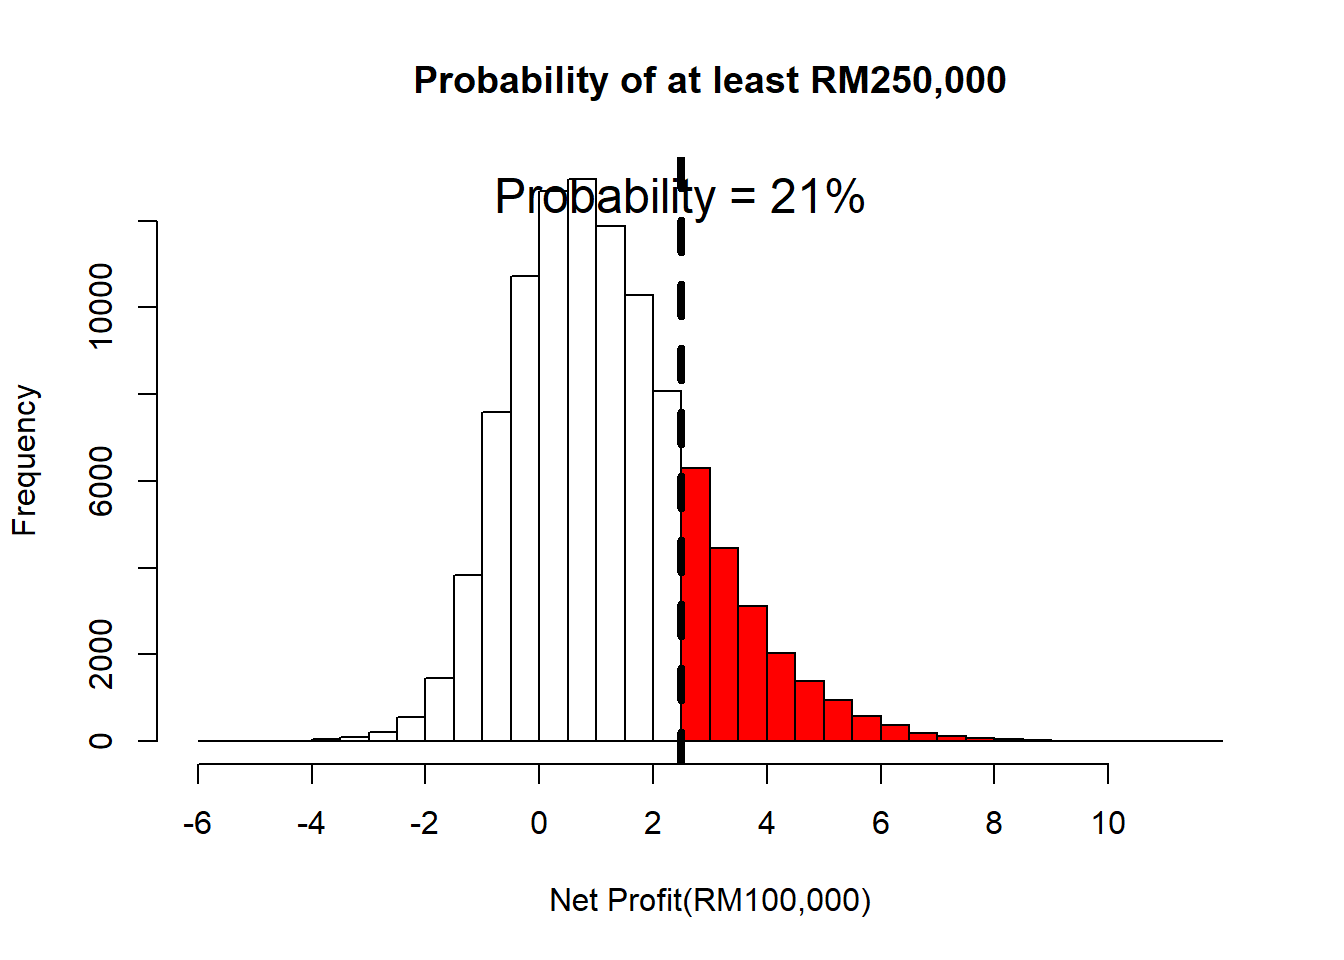 Probability of at least RM250,000
Probability = 21%
Frequency
10000
6000
2000
0
-6 -4 -2 0 2 4 6 8 10
Net Profit(RM100,000)